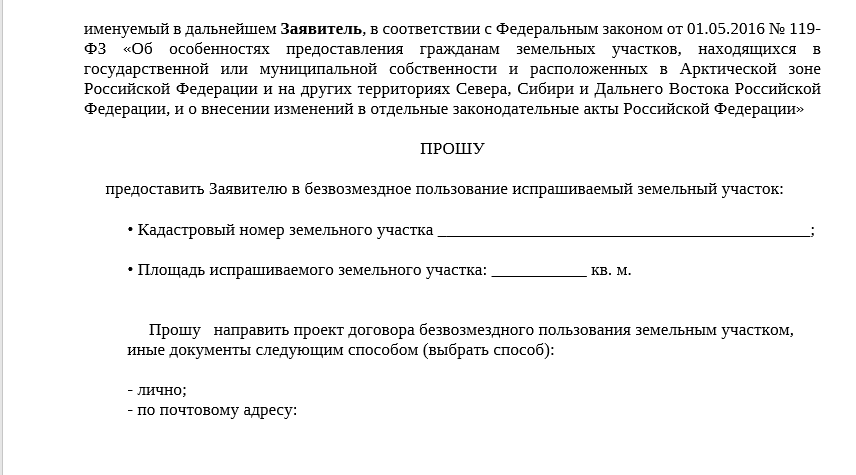 именуемый в дальнейшем Заявитель, в соответствии с Федеральным законом от 01.05.2016 № 119-
ФЗ «Об особенностях предоставления гражданам земельных участков, находящихся в
государственной или муниципальной собственности и расположенных в Арктической зоне
Российской Федерации и на других территориях Севера, Сибири и Дальнего Востока Российской
Федерации, и о внесении изменений в отдельные законодательные акты Российской Федерации»
ПРОШУ
предоставить Заявителю в безвозмездное пользование испрашиваемый земельный участок:
• Кадастровый номер земельного участка ____________________________________________;
• Площадь испрашиваемого земельного участка: ___________ кв. м.
Прошу направить проект договора безвозмездного пользования земельным участком,
иные документы следующим способом (выбрать способ):
- лично;
- по почтовому адресу: